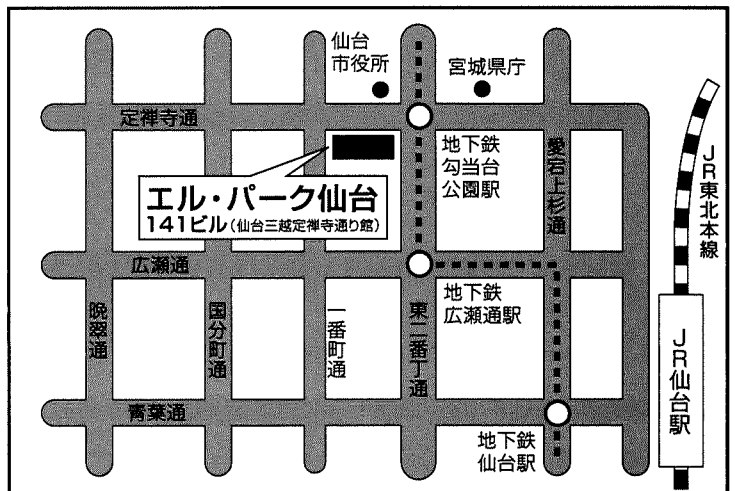 仙台
市役所
宮城県庁
定禅寺通
地下鉄
勾当台
公園駅
愛宕上杉通
JR東北本線
エル・パーク仙台
141ビル(仙台三越定禅寺通り館)
広瀬通
地下鉄
広瀬通駅
晩翠通
国分町通
一番町通
東二番丁通
JR仙台駅
青葉通
地下鉄
仙台駅